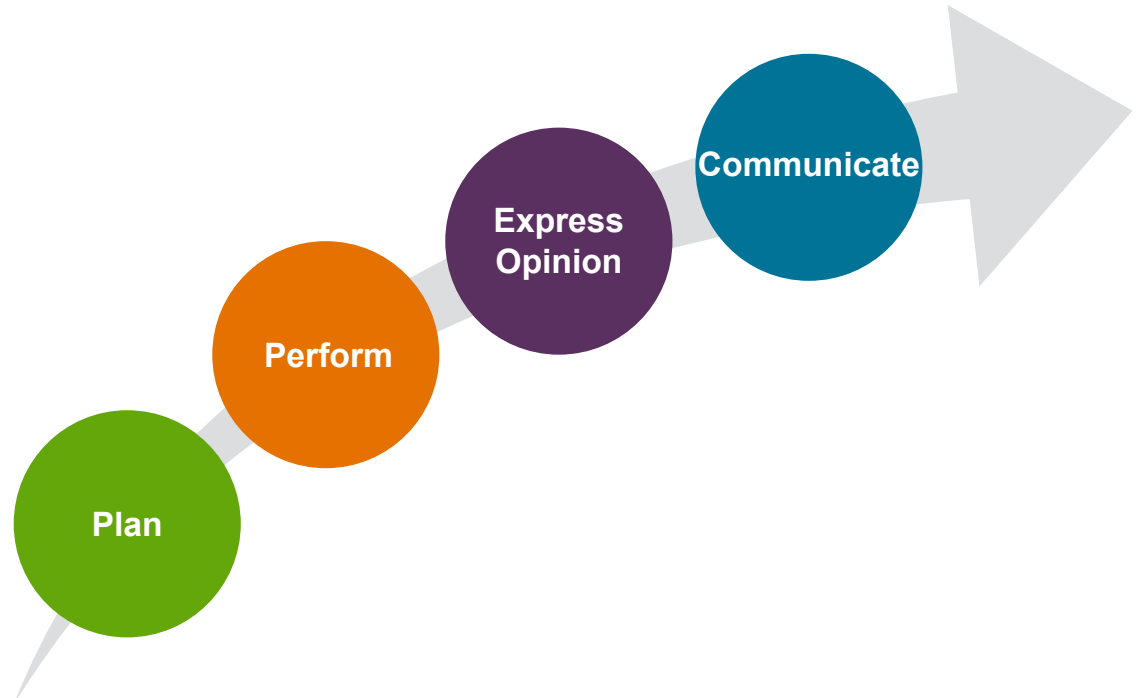 Plan
Perform
Express
Opinion
Communicate